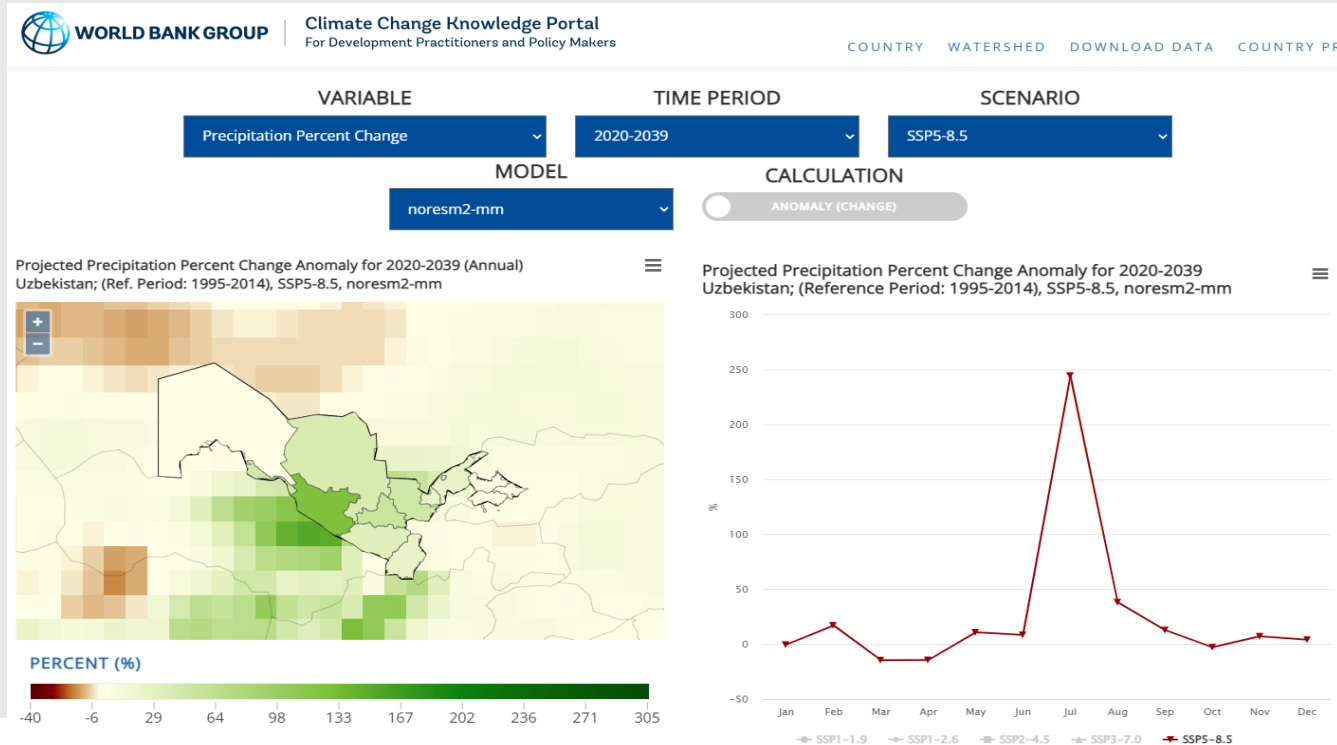 WORLD BANK GROUP
Climate Change Knowledge Portal
For Development Practitioners and Policy Makers
COUNTRY WATERSHED DOWNLOAD DATA COUNTRY PR
VARIABLE TIME PERIOD SCENARIO
Precipitation Percent Change 2020-2039 SSP5-8.5
MODEL CALCULATION
noresm2-mm ANOMALY (CHANGE)
Projected Precipitation Percent Change Anomaly for 2020-2039 (Annual)
Uzbekistan; (Ref. Period: 1995-2014), SSP5-8.5, noresm2-mm
+
−
PERCENT (%)
-40 -6 29 64 98 133 167 202 236 271 305
Projected Precipitation Percent Change Anomaly for 2020-2039
Uzbekistan; (Reference Period: 1995-2014), SSP5-8.5, noresm2-mm
300
250
200
150
%
100
50
0
−50
Jan Feb Mar Apr May Jun Jul Aug Sep Oct Nov Dec
SSP1-1.9 SSP1-2.6 SSP2-4.5 SSP3-7.0 SSP5-8.5